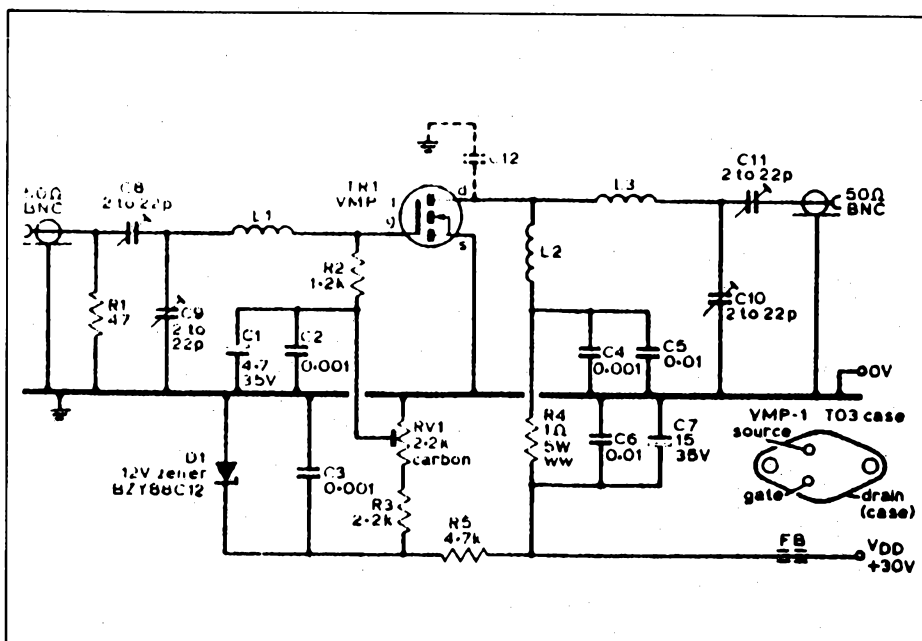 C8
2 to 22p
50Ω
BNC
L1
TR1
VMP
g
d
s
C12
L3
C11
2 to 22p
50Ω
BNC
L2
R1
47
C9
2 to
22p
R2
1·2k
C1
4·7
35V
C2
0.001
C4
0.001
C5
0.01
C10
2 to 22p
0V
D1
12V zener
BZY88C12
C3
0.001
RV1
2·2k
carbon
R3
2·2k
R4
1Ω
5W
ww
C6
0.01
C7
15
35V
VMP-1 TO3 case
source
gate
drain
(case)
R5
4·7k
FB
VDD
+30V